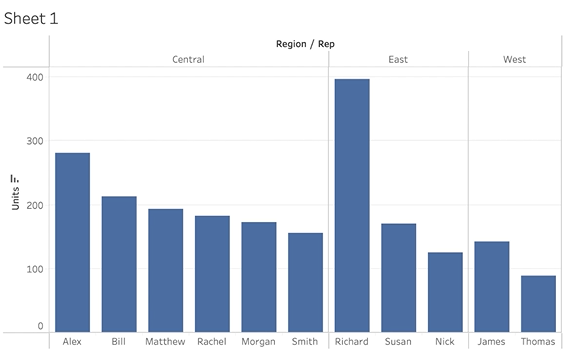 Sheet 1
Region / Rep
Central East West
Units
400
300
200
100
0
Alex Bill Matthew Rachel Morgan Smith Richard Susan Nick James Thomas